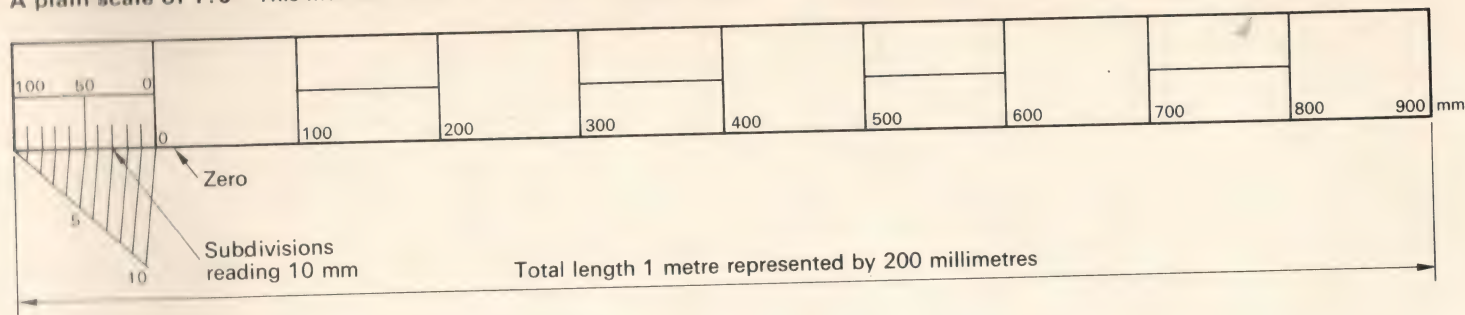 A plain scale of 1:5
100 50 0
0 100 200 300 400 500 600 700 800 900 mm
Zero
5
Subdivisions
reading 10 mm
10
Total length 1 metre represented by 200 millimetres